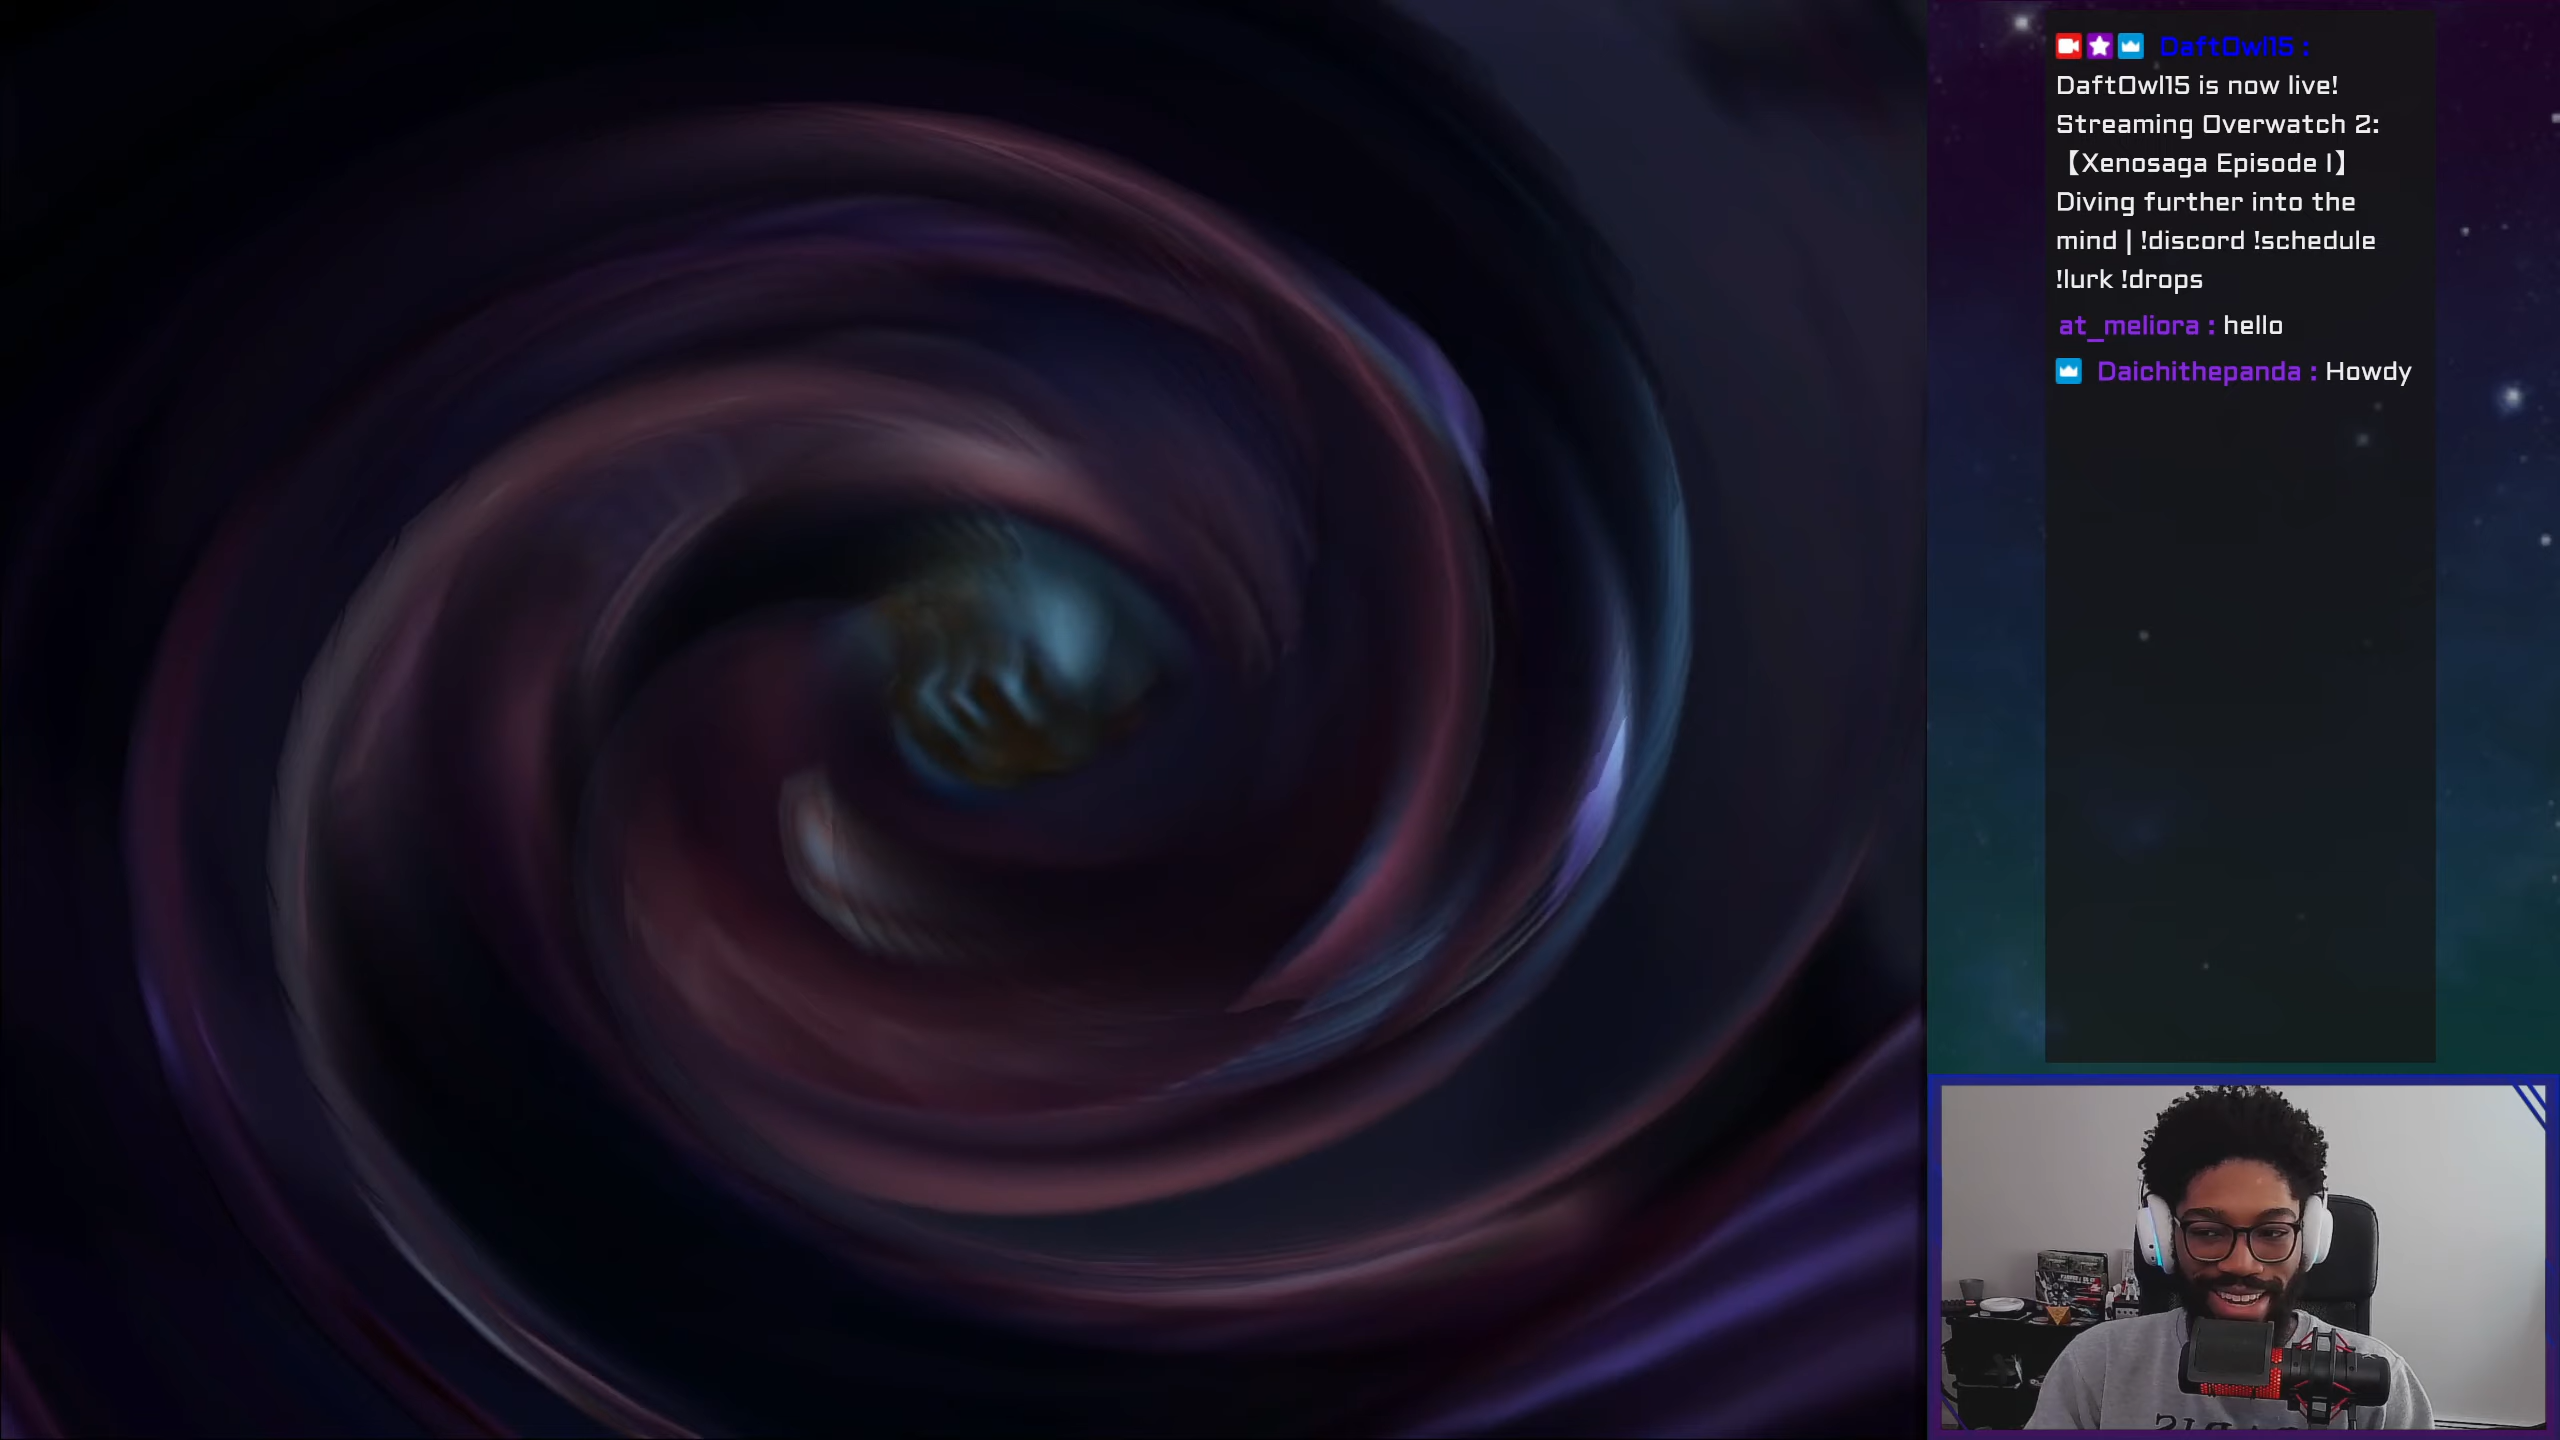 DaftOwl15 :
DaftOwl15 is now live!
Streaming Overwatch 2:
【Xenosaga Episode I】
Diving further into the
mind | !discord !schedule
!lurk !drops
at_meliora : hello
Daichithepanda : Howdy